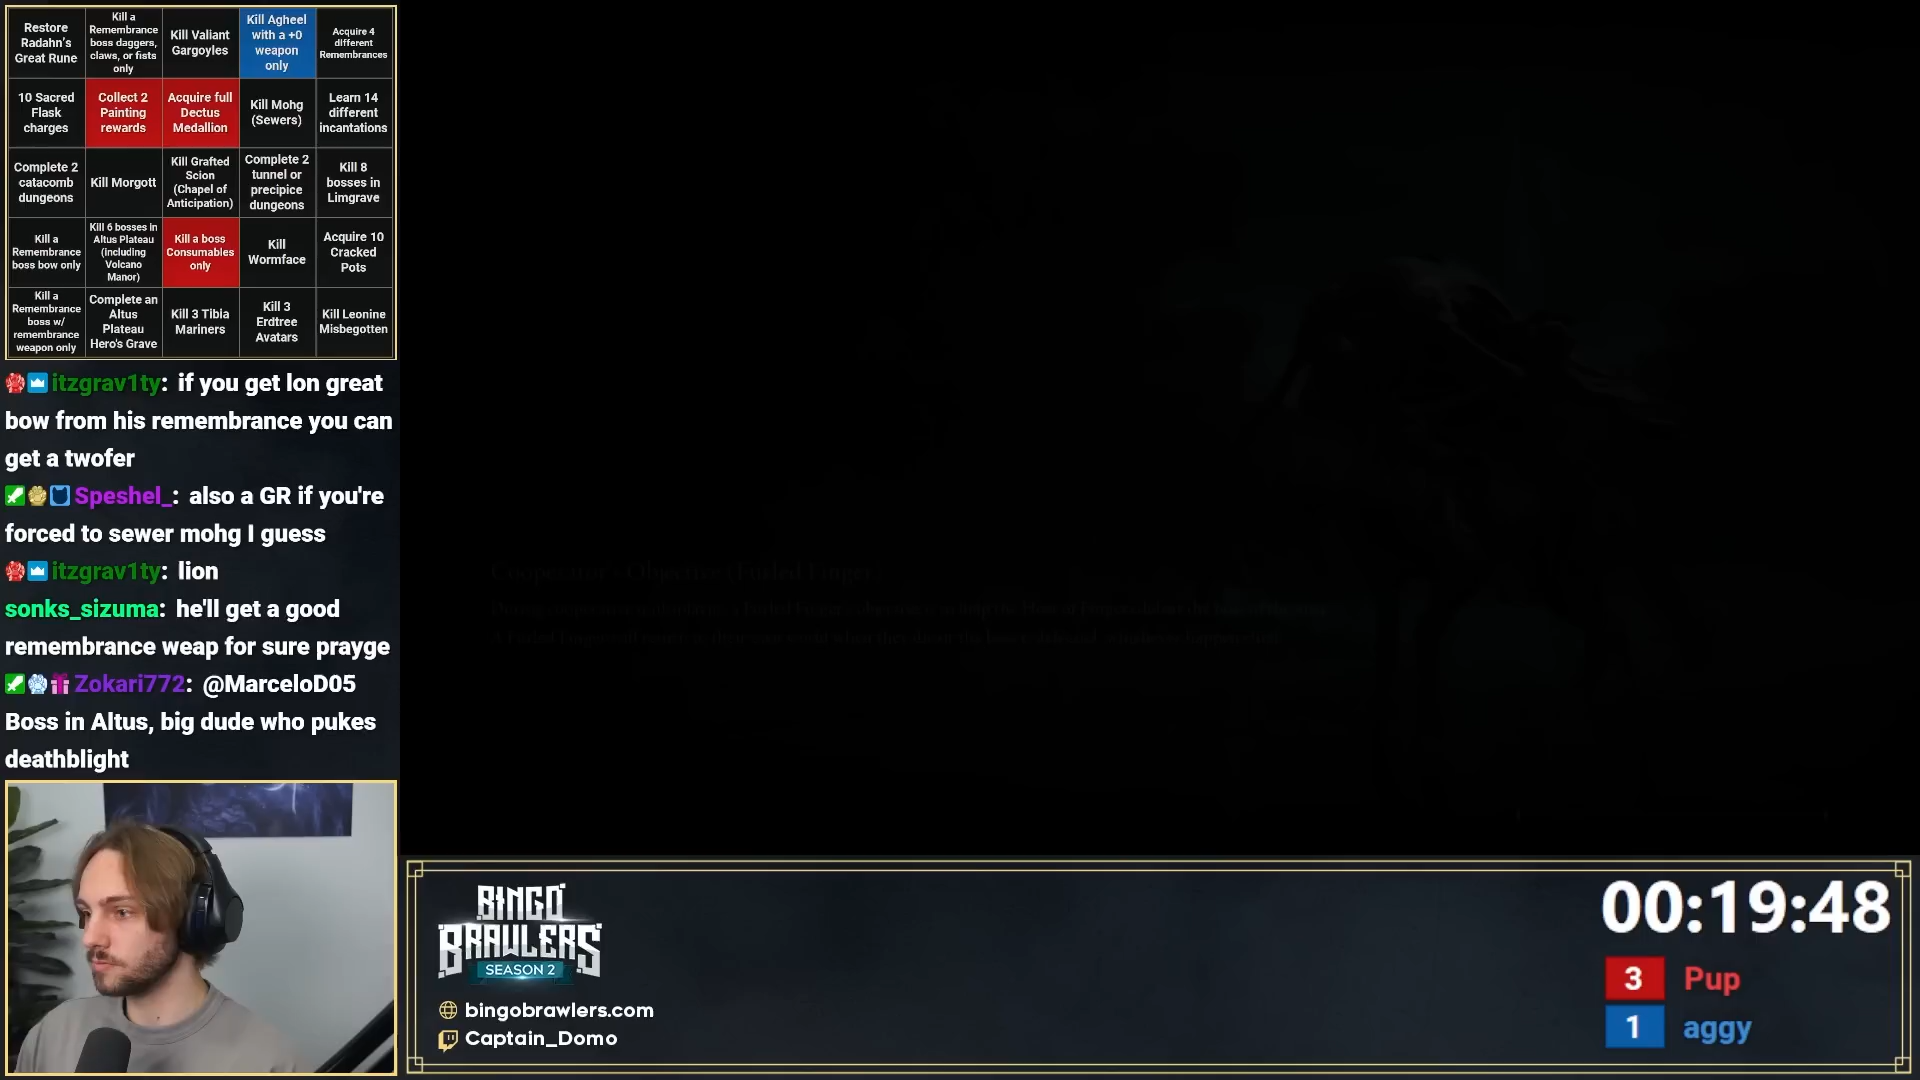 Restore
Radahn's
Great Rune
Kill a
Remembrance
boss daggers,
claws, or fists
only
Kill Valiant
Gargoyles
Kill Agheel
with a +0
weapon
only
Acquire 4
different
Remembrances
10 Sacred
Flask
charges
Collect 2
Painting
rewards
Acquire full
Dectus
Medallion
Kill Mohg
(Sewers)
Learn 14
different
incantations
Complete 2
catacomb
dungeons
Kill Morgott
Kill Grafted
Scion
(Chapel of
Anticipation)
Complete 2
tunnel or
precipice
dungeons
Kill 8
bosses in
Limgrave
Kill a
Remembrance
boss bow only
Kill 6 bosses in
Altus Plateau
(including
Volcano
Manor)
Kill a boss
Consumables
only
Kill
Wormface
Acquire 10
Cracked
Pots
Kill a
Remembrance
boss w/
remembrance
weapon only
Complete an
Altus
Plateau
Hero's Grave
Kill 3 Tibia
Mariners
Kill 3
Erdtree
Avatars
Kill Leonine
Misbegotten
itzgrav1ty: if you get lon great
bow from his remembrance you can
get a twofer
Speshel_: also a GR if you're
forced to sewer mohg I guess
itzgrav1ty: lion
sonks_sizuma: he'll get a good
remembrance weap for sure prayge
Zokari772: @MarceloD05
Boss in Altus, big dude who pukes
deathblight
Cooperator's Objective (Furled Finger)
BINGO
BRAWLERS
SEASON 2
bingobrawlers.com
Captain_Domo
00:19:48
3 Pup
1 aggy